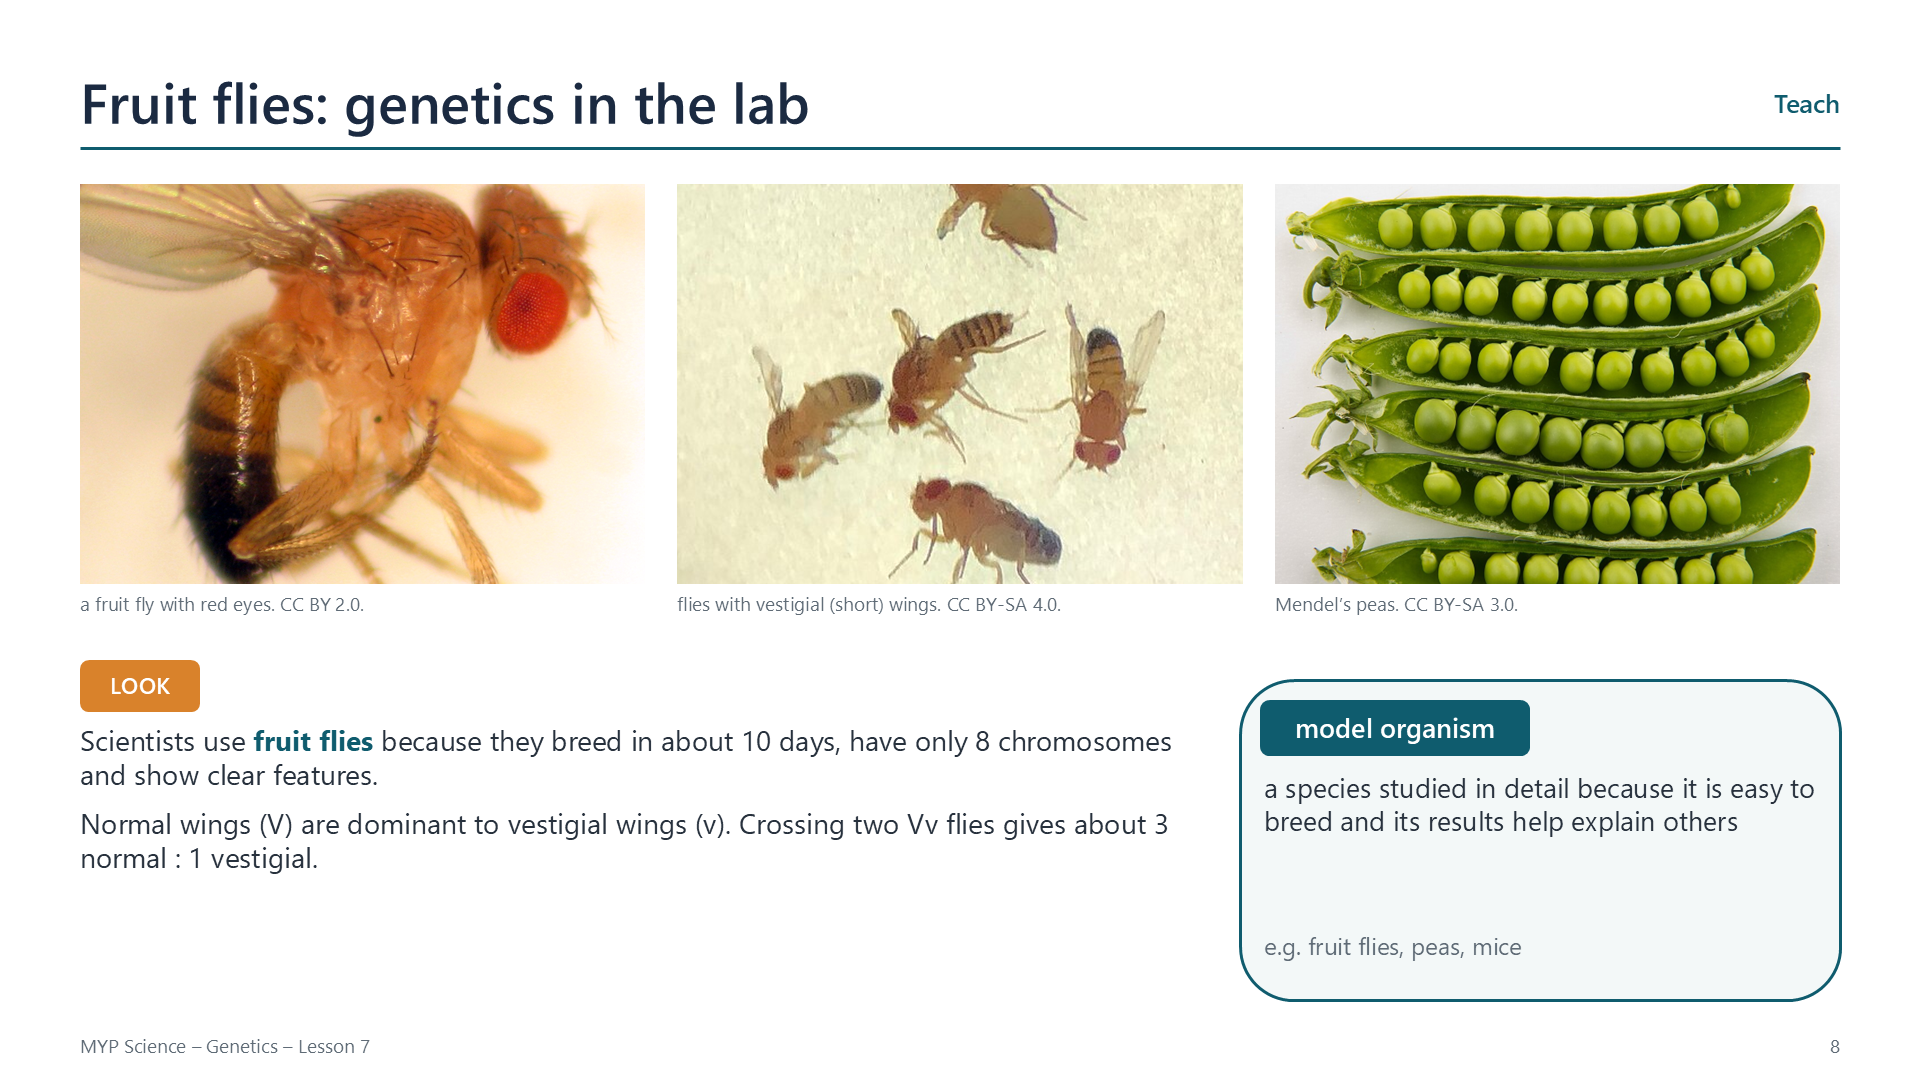 Fruit flies: genetics in the lab
Teach
a fruit fly with red eyes. CC BY 2.0.
flies with vestigial (short) wings. CC BY-SA 4.0.
Mendel’s peas. CC BY-SA 3.0.
LOOK
Scientists use fruit flies because they breed in about 10 days, have only 8 chromosomes
and show clear features.
Normal wings (V) are dominant to vestigial wings (v). Crossing two Vv flies gives about 3
normal : 1 vestigial.
model organism
a species studied in detail because it is easy to
breed and its results help explain others
e.g. fruit flies, peas, mice
MYP Science – Genetics – Lesson 7
8